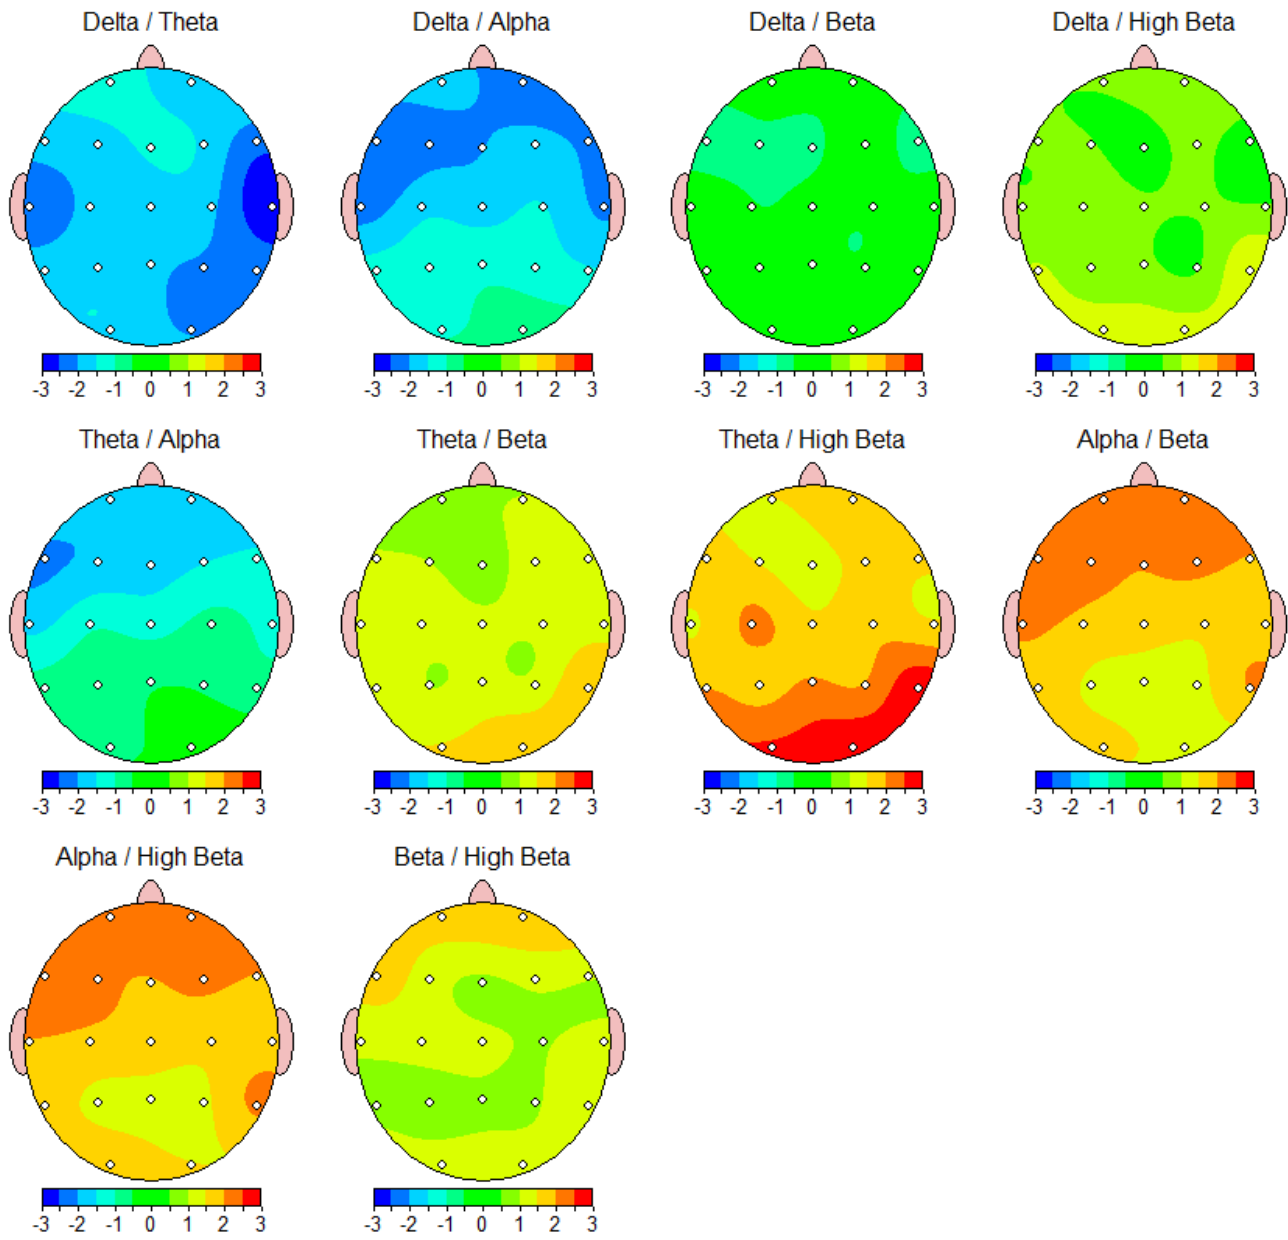 Delta / Theta
Delta / Alpha
Delta / Beta
Delta / High Beta
-3 -2 -1 0 1 2 3
-3 -2 -1 0 1 2 3
-3 -2 -1 0 1 2 3
-3 -2 -1 0 1 2 3
Theta / Alpha
Theta / Beta
Theta / High Beta
Alpha / Beta
-3 -2 -1 0 1 2 3
-3 -2 -1 0 1 2 3
-3 -2 -1 0 1 2 3
-3 -2 -1 0 1 2 3
Alpha / High Beta
Beta / High Beta
-3 -2 -1 0 1 2 3
-3 -2 -1 0 1 2 3